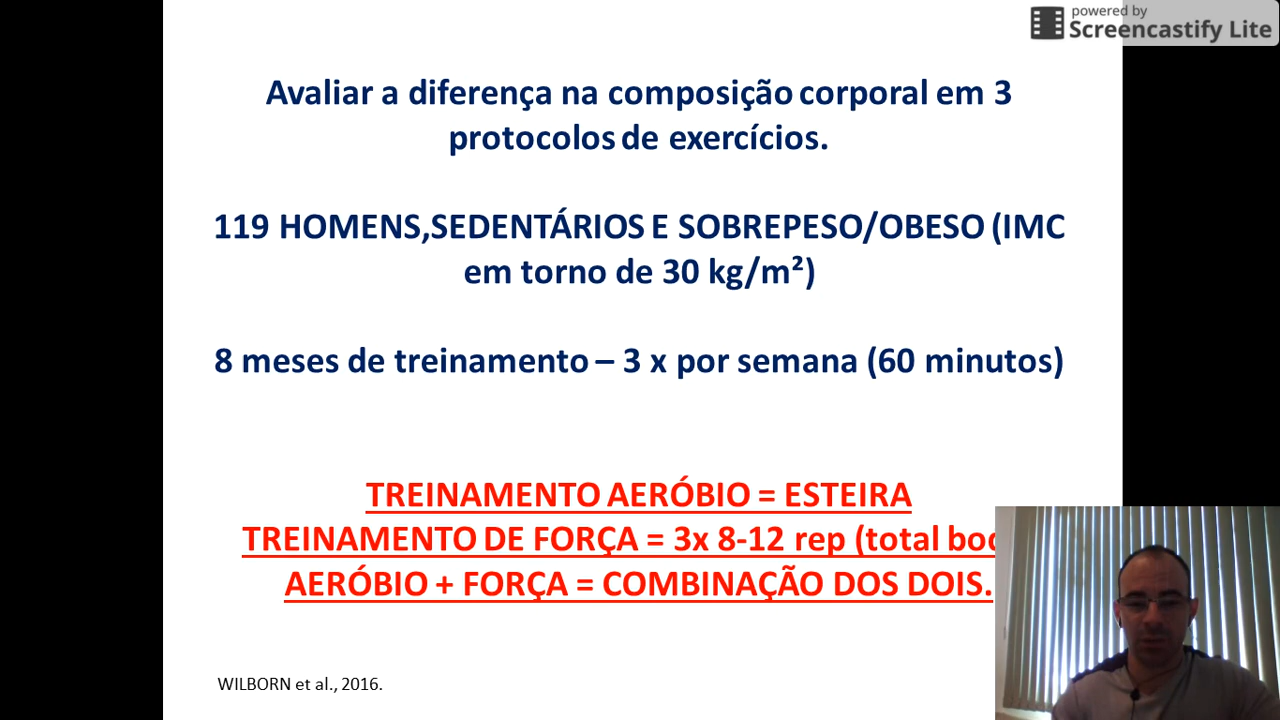 powered by
Screencastify Lite
Avaliar a diferença na composição corporal em 3
protocolos de exercícios.
119 HOMENS,SEDENTÁRIOS E SOBREPESO/OBESO (IMC
em torno de 30 kg/m²)
8 meses de treinamento – 3 x por semana (60 minutos)
TREINAMENTO AERÓBIO = ESTEIRA
TREINAMENTO DE FORÇA = 3x 8-12 rep (total
AERÓBIO + FORÇA = COMBINAÇÃO DOS DOIS.
WILBORN et al., 2016.